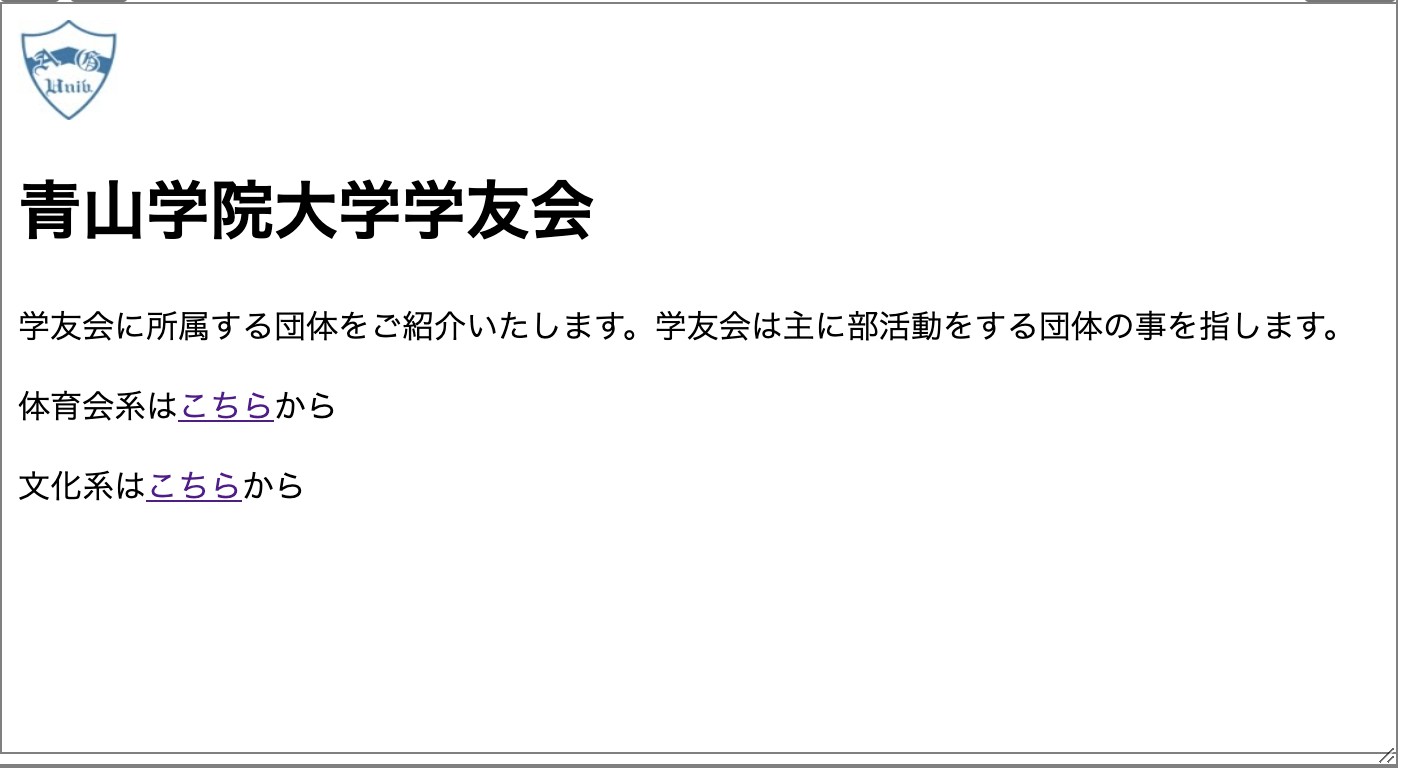 A G
Univ.
青山学院大学学友会
学友会に所属する団体をご紹介いたします。学友会は主に部活動をする団体の事を指します。
体育会系はこちらから
文化系はこちらから